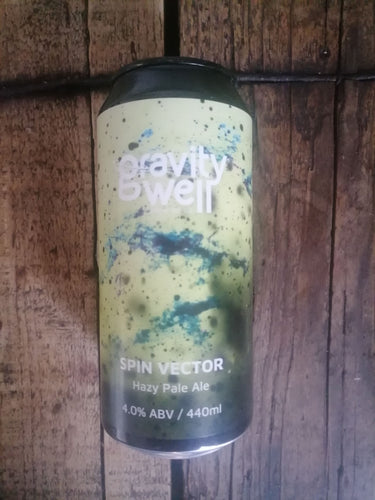 gravity
well
SPIN VECTOR
Hazy Pale Ale
4.0% ABV / 440ml